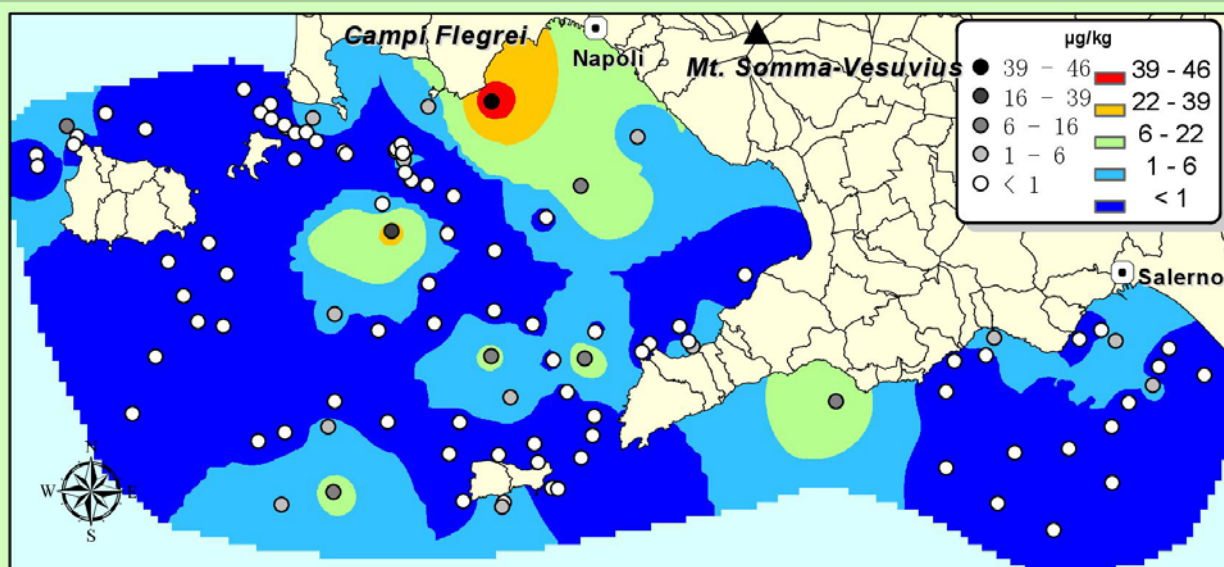 Campi Flegrei
Napoli
Mt. Somma-Vesuvius
Salerno
µg/kg
39 - 46
16 - 39
6 - 16
1 - 6
< 1
39 - 46
22 - 39
6 - 22
1 - 6
< 1
N
W E
S